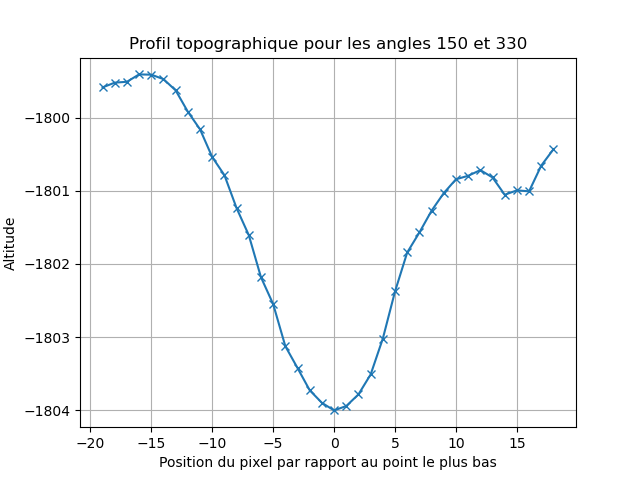 Profil topographique pour les angles 150 et 330
Altitude
−1800
−1801
−1802
−1803
−1804
−20 −15 −10 −5 0 5 10 15
Position du pixel par rapport au point le plus bas